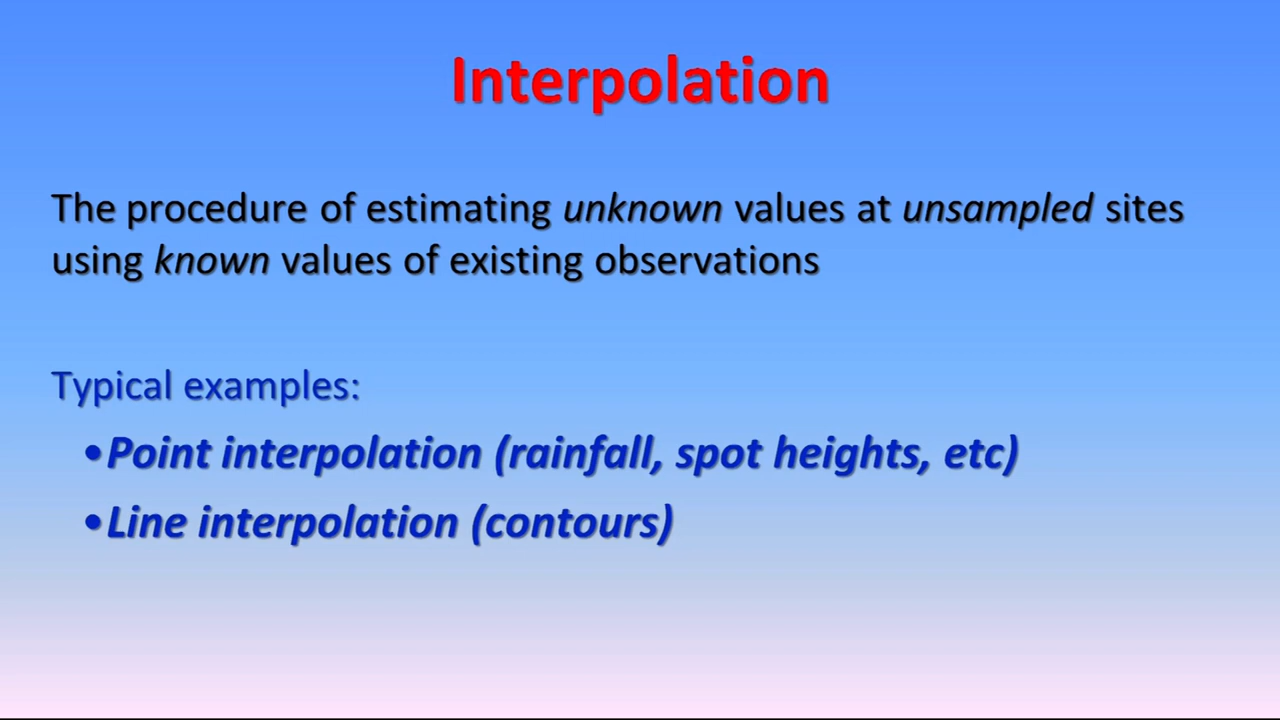 Interpolation
The procedure of estimating unknown values at unsampled sites
using known values of existing observations
Typical examples:
•Point interpolation (rainfall, spot heights, etc)
•Line interpolation (contours)